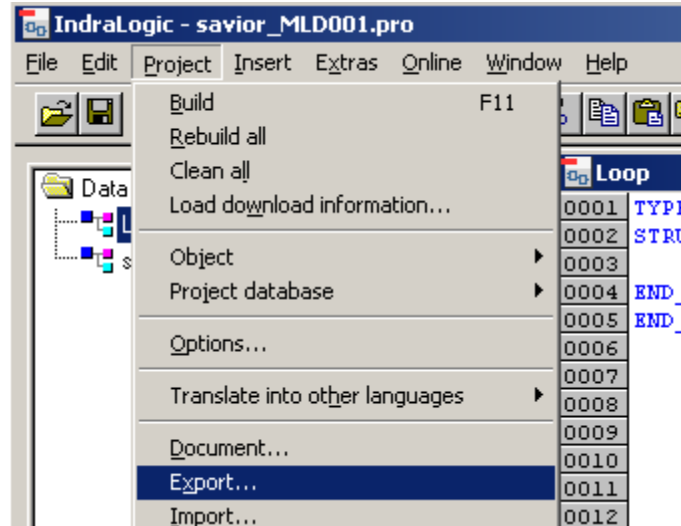 IndraLogic - savior_MLD001.pro
File Edit Project Insert Extras Online Window Help
Build F11
Rebuild all
Clean all
Load download information...
Object
Project database
Options...
Translate into other languages
Document...
Export...
Import...
Data
L
s
Loop
0001 TYPE
0002 STRU
0003
0004 END_
0005 END_
0006
0007
0008
0009
0010
0011
0012